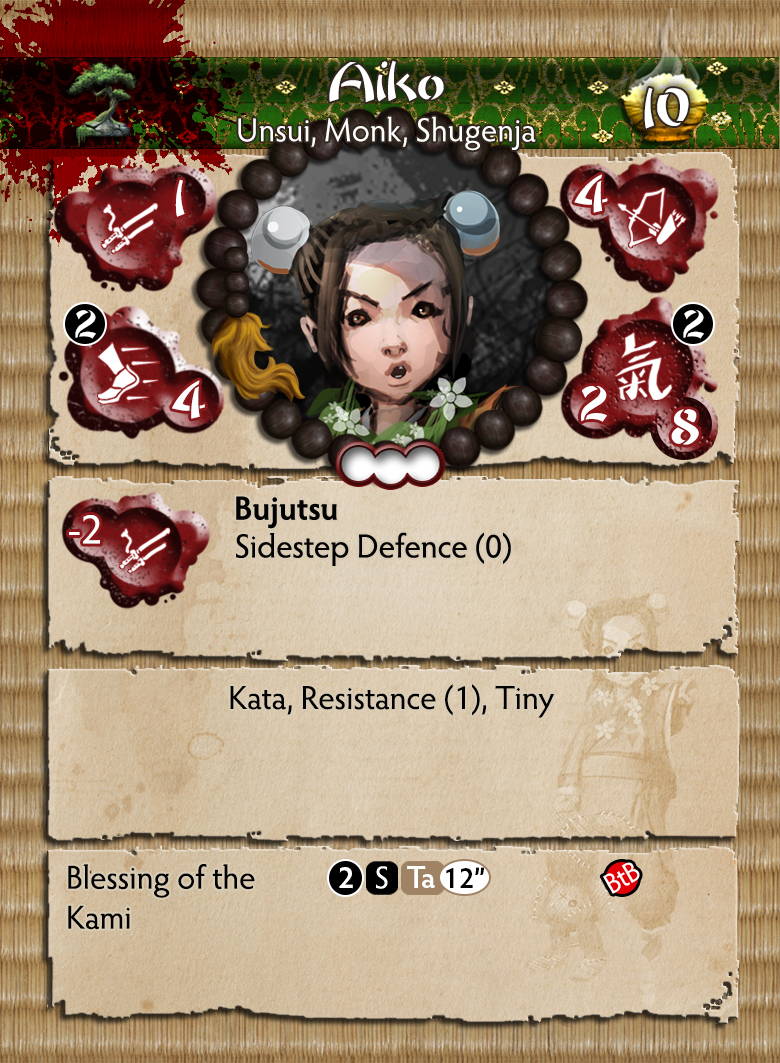 Aiko
10
Unsui, Monk, Shugenja
1
4
2
4
2
氣
2
8
-2
Bujutsu
Sidestep Defence (0)
Kata, Resistance (1), Tiny
Blessing of the
Kami
2 S Ta 12" BtB